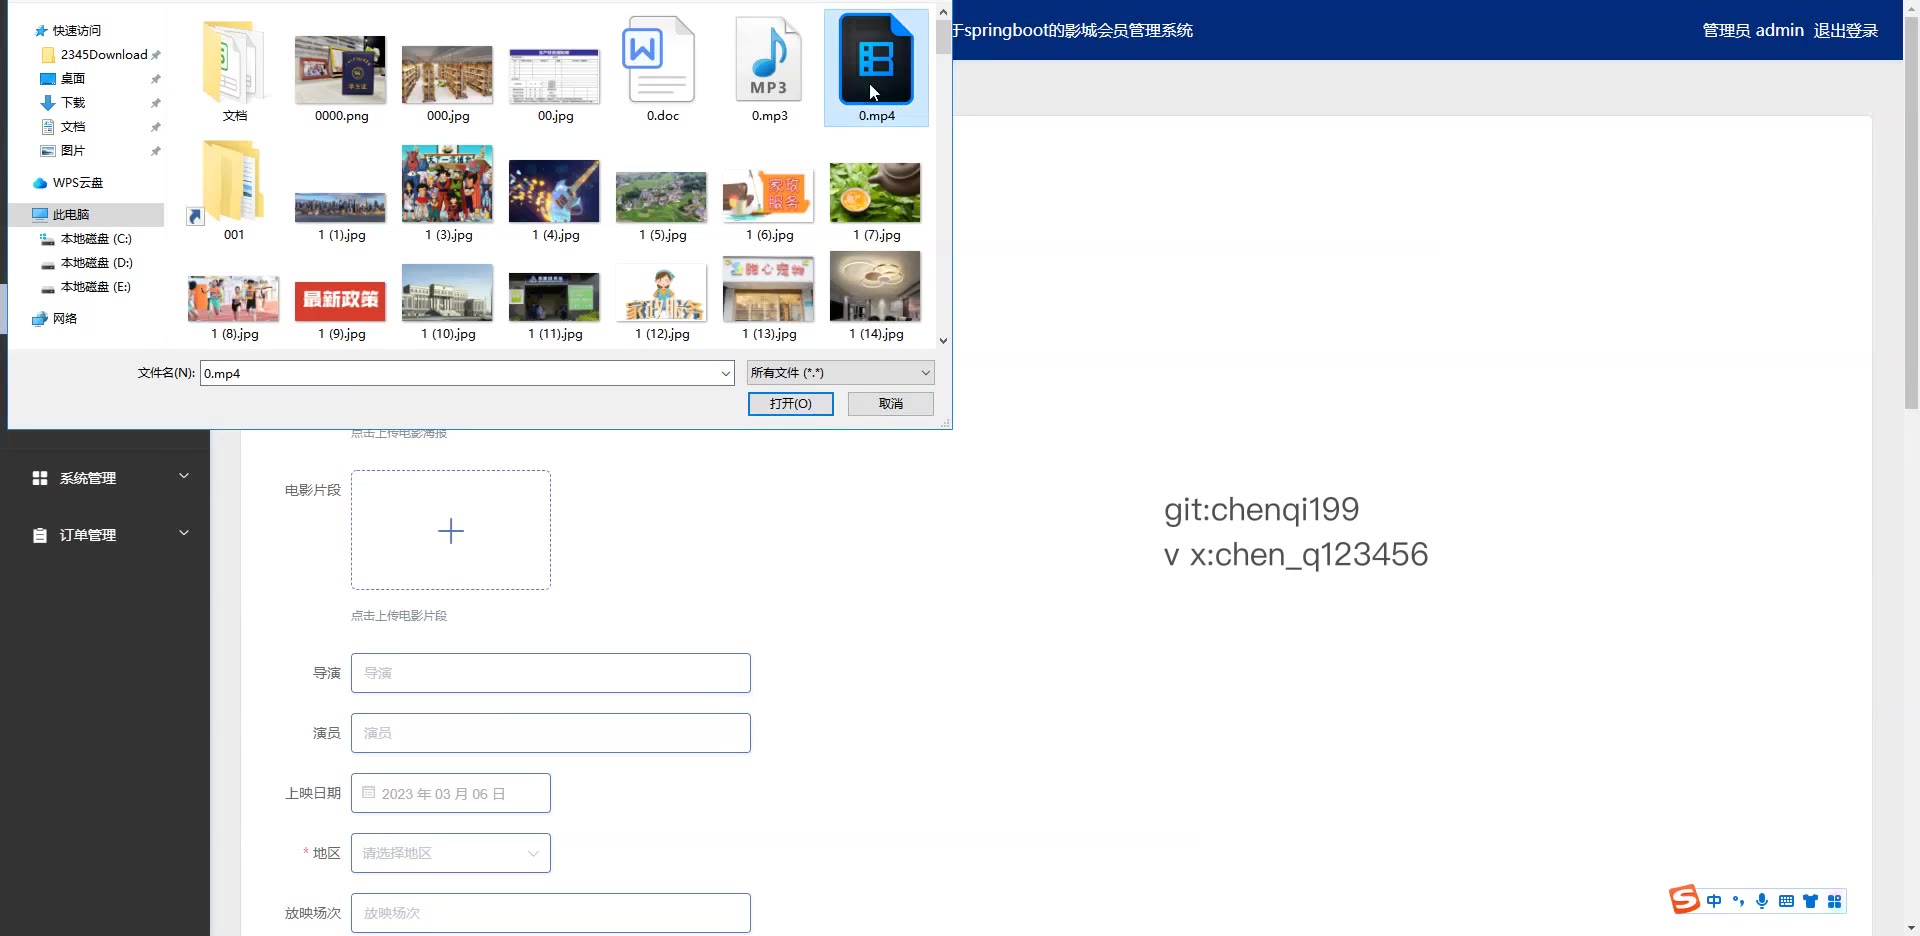 快速访问
2345Download
桌面
下载
文档
图片
WPS云盘
此电脑
本地磁盘 (C:)
本地磁盘 (D:)
本地磁盘 (E:)
网络
文档
0000.png
000.jpg
00.jpg
0.doc
MP3
0.mp3
0.mp4
001
1 (1).jpg
1 (3).jpg
1 (4).jpg
1 (5).jpg
家政
服务
1 (6).jpg
1 (7).jpg
1 (8).jpg
最新政策
1 (9).jpg
1 (10).jpg
1 (11).jpg
1 (12).jpg
1 (13).jpg
1 (14).jpg
文件名(N):
0.mp4
所有文件 (*.*)
打开(O)
取消
于springboot的影城会员管理系统
管理员 admin
退出登录
系统管理
订单管理
点击上传电影海报
电影片段
点击上传电影片段
导演
导演
演员
演员
上映日期
2023 年 03 月 06 日
* 地区
请选择地区
放映场次
放映场次
git:chenqi199
v x:chen_q123456
中